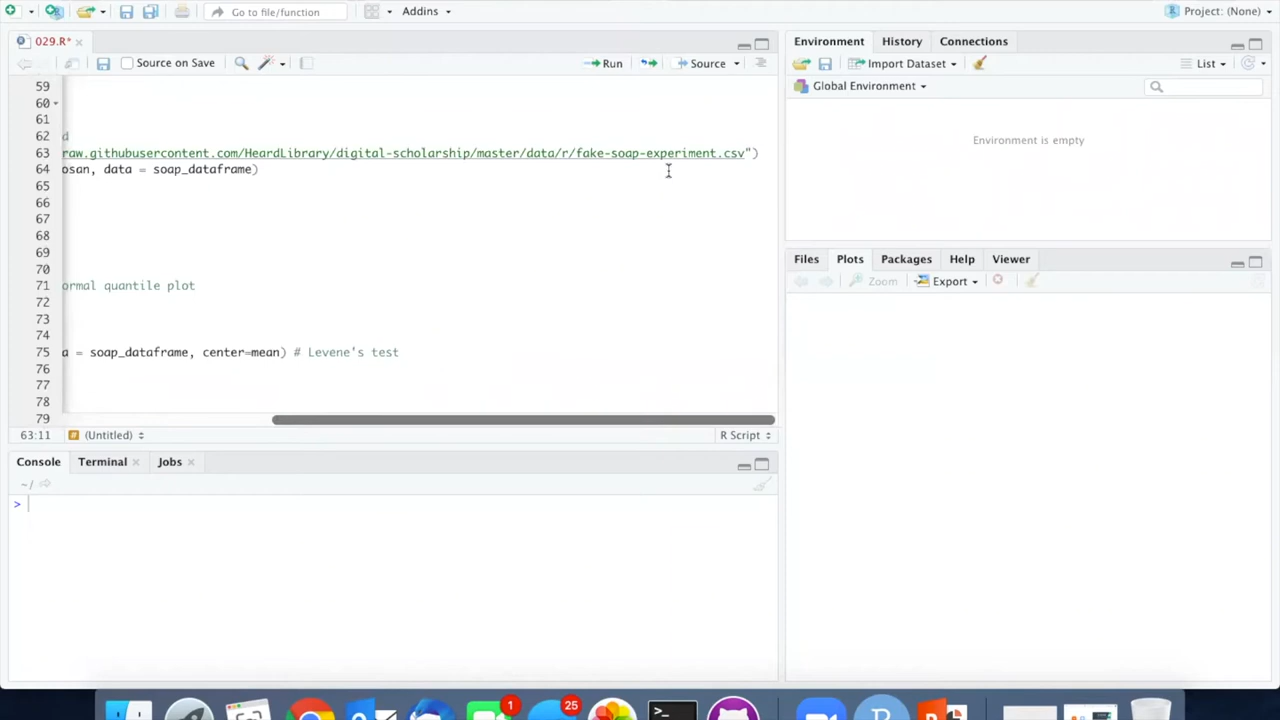 Go to file/function
Addins
Project: (None)
029.R*
Source on Save
Run
Source
59
60
61
62 d
63 raw.githubusercontent.com/HeardLibrary/digital-scholarship/master/data/r/fake-soap-experiment.csv")
64 osan, data = soap_dataframe)
65
66
67
68
69
70
71 ormal quantile plot
72
73
74
75 a = soap_dataframe, center=mean) # Levene's test
76
77
78
79
63:11
# (Untitled)
R Script
Console
Terminal
Jobs
~/
>
Environment
History
Connections
Import Dataset
List
Global Environment
Environment is empty
Files
Plots
Packages
Help
Viewer
Zoom
Export
1
25
>_
R
P